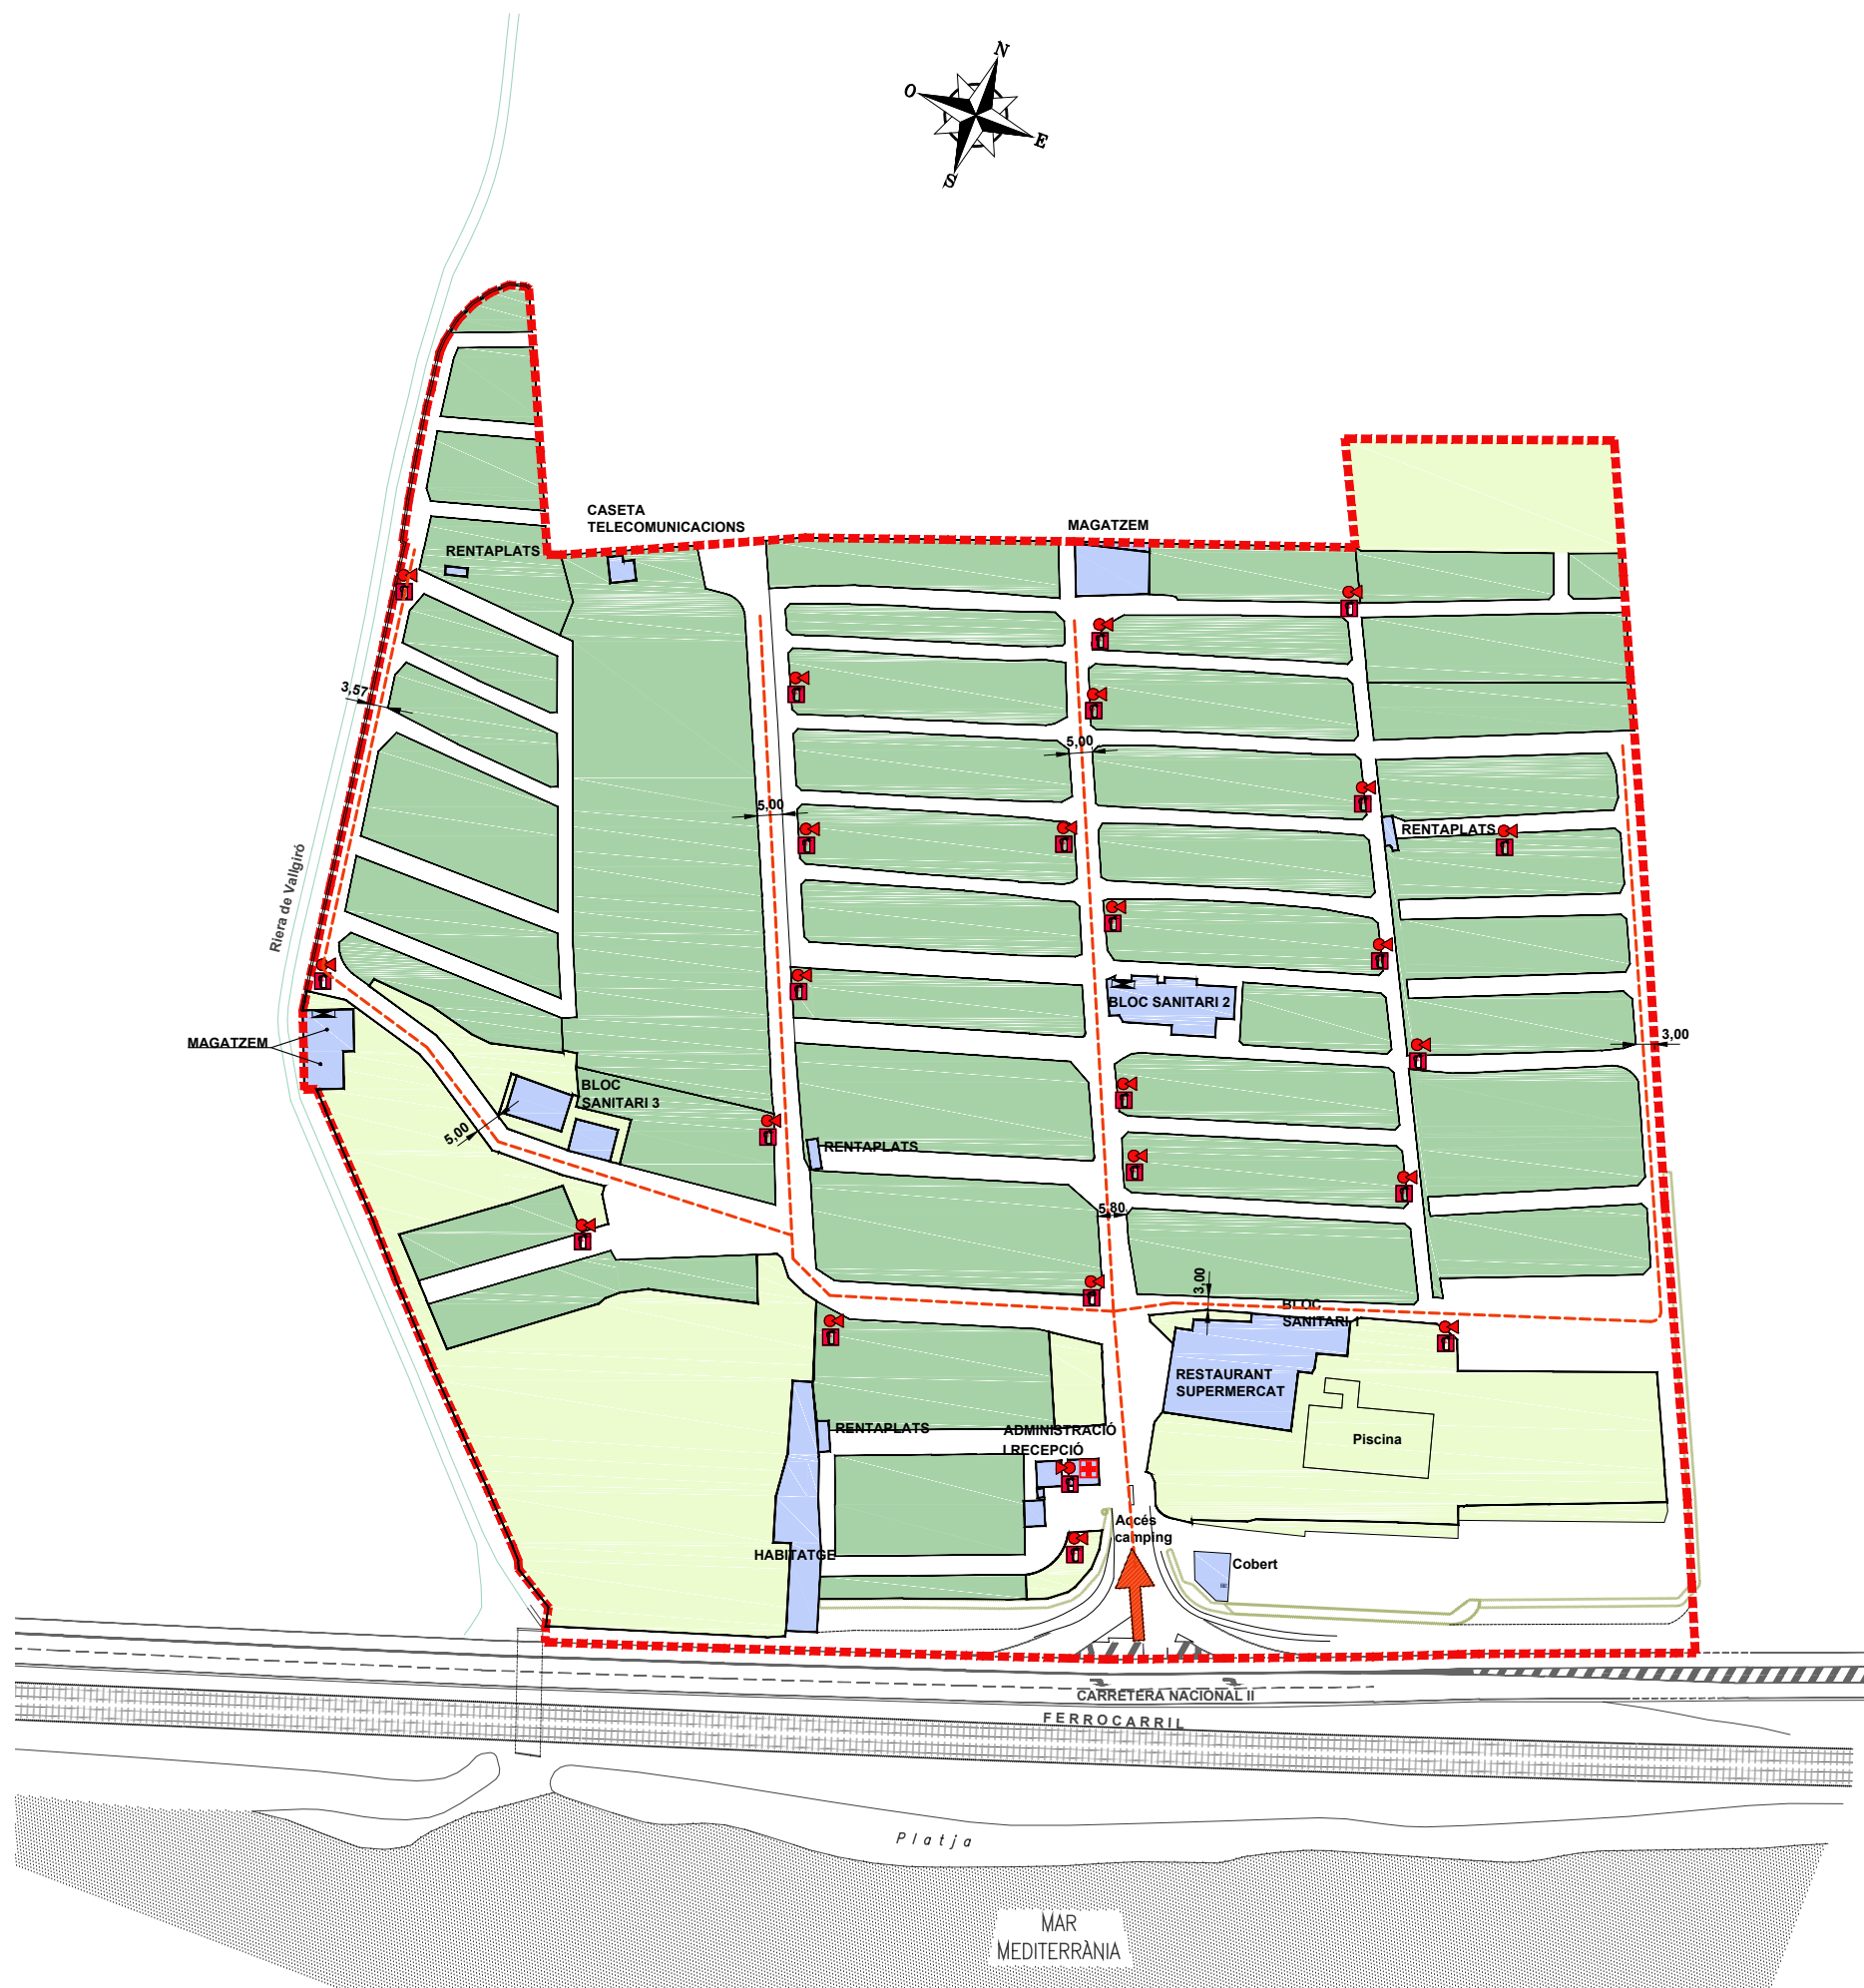 N
O
E
S
CASETA
TELECOMUNICACIONS
MAGATZEM
RENTAPLATS
3,57
5,00
5,00
RENTAPLATS
Riera de Vallgiró
BLOC SANITARI 2
MAGATZEM
3,00
BLOC
SANITARI 3
5,00
RENTAPLATS
5,80
3,00
BLOC
SANITARI 1
RESTAURANT
SUPERMERCAT
RENTAPLATS
ADMINISTRACIÓ
I RECEPCIÓ
Piscina
Accés
camping
HABITATGE
Cobert
CARRETERA NACIONAL II
FERROCARRIL
Platja
MAR
MEDITERRÀNIA